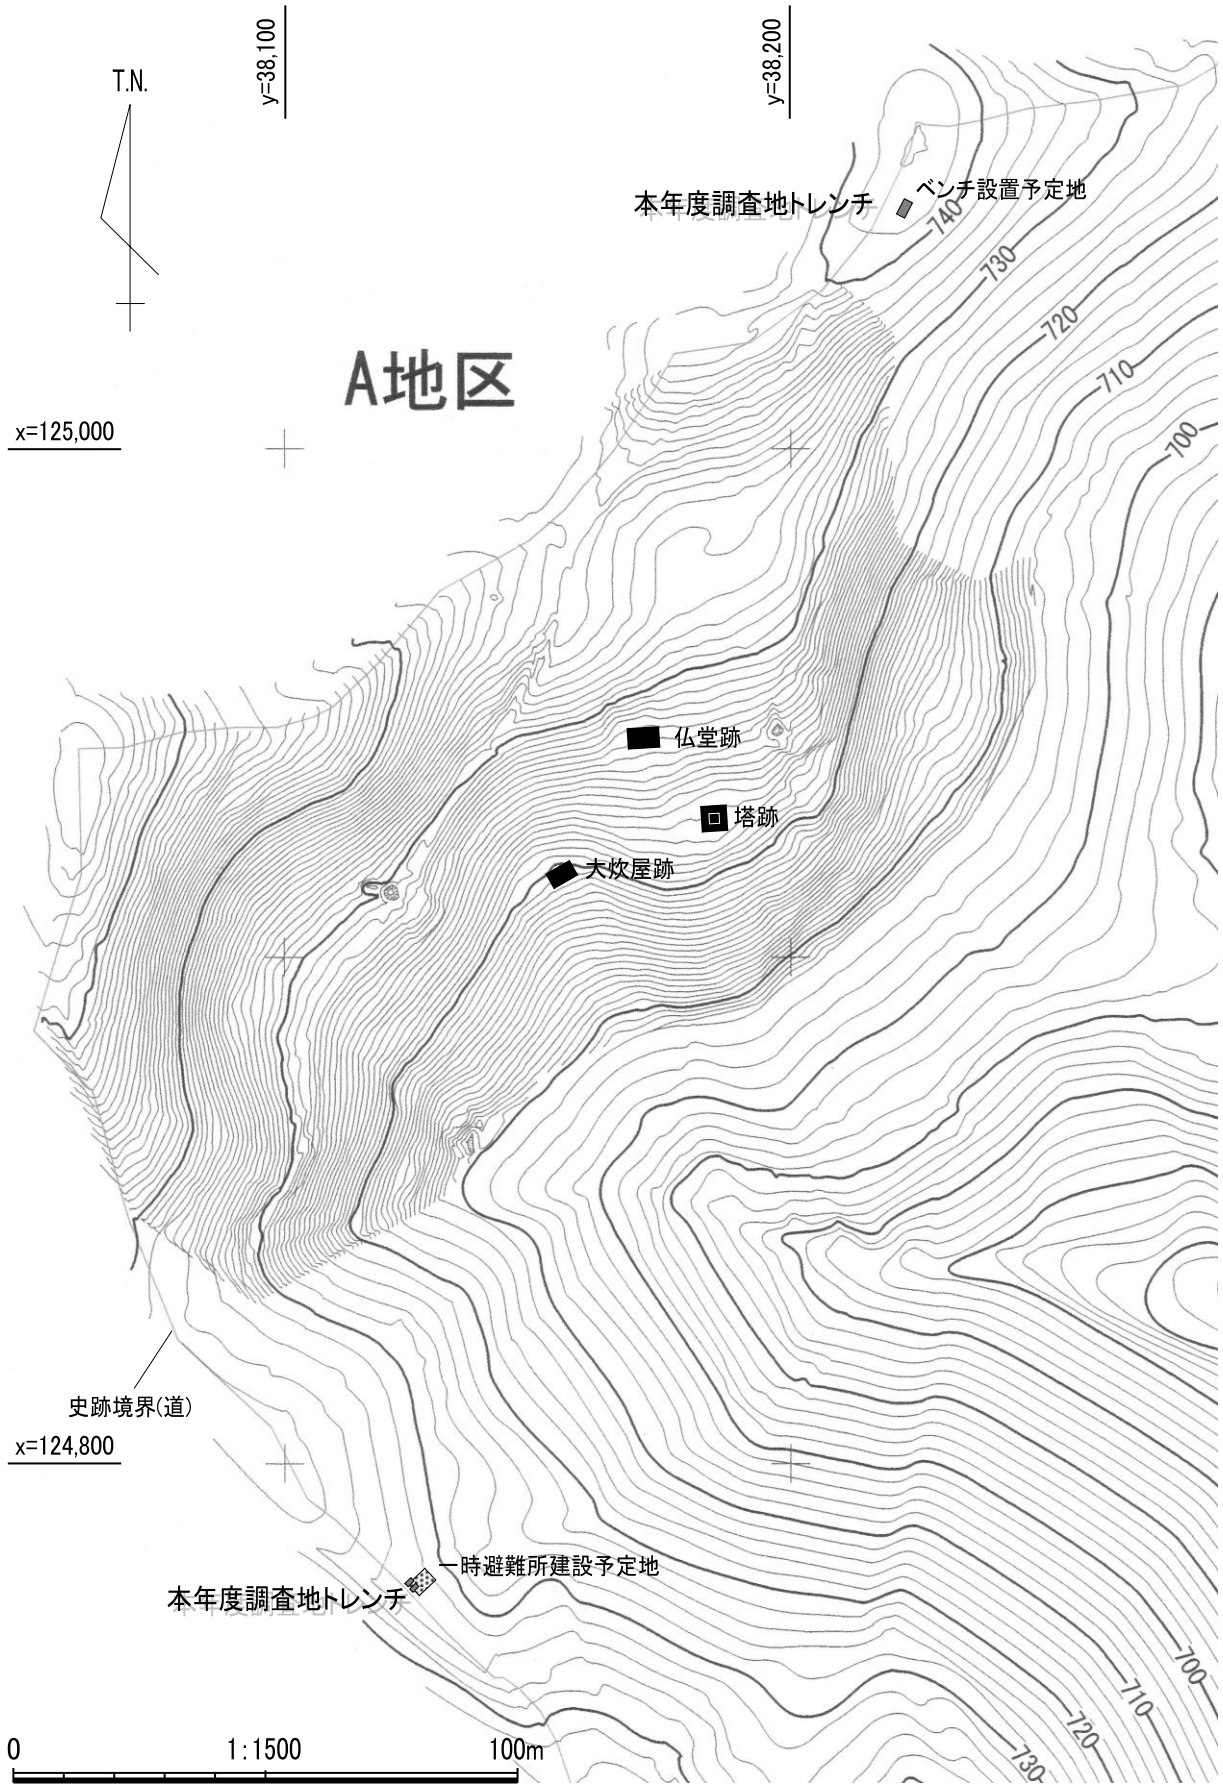 y=38,100
y=38,200
T.N.
ベンチ設置予定地
本年度調査地トレンチ
740
730
720
710
700
A地区
x=125,000
仏堂跡
塔跡
大炊屋跡
史跡境界(道)
x=124,800
一時避難所建設予定地
本年度調査地トレンチ
700
710
720
730
0 1:1500 100m